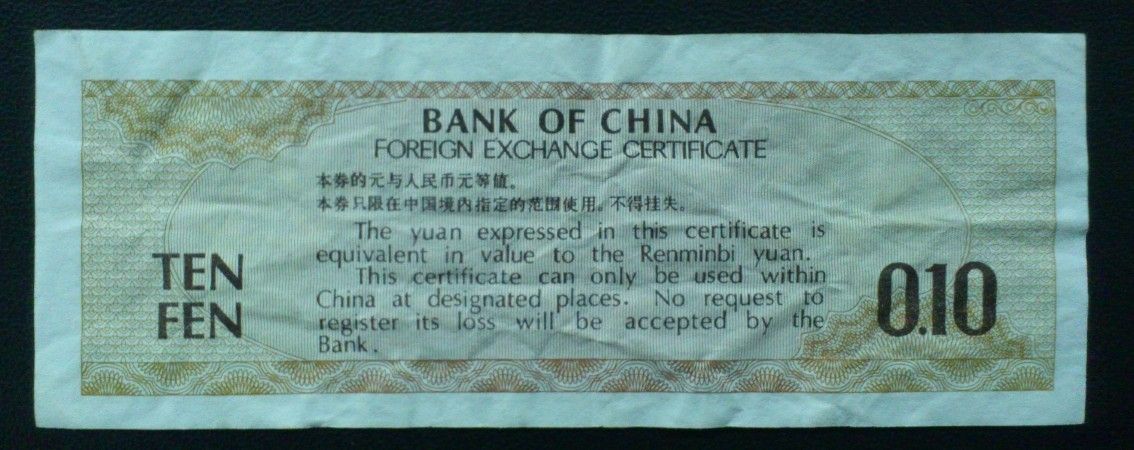 BANK OF CHINA
FOREIGN EXCHANGE CERTIFICATE
本券的元与人民币元等值。
本券只限在中国境内指定的范围使用。不得挂失。
The yuan expressed in this certificate is
equivalent in value to the Renminbi yuan.
This certificate can only be used within
China at designated places. No request to
register its loss will be accepted by the
Bank.
TEN
FEN
0.10